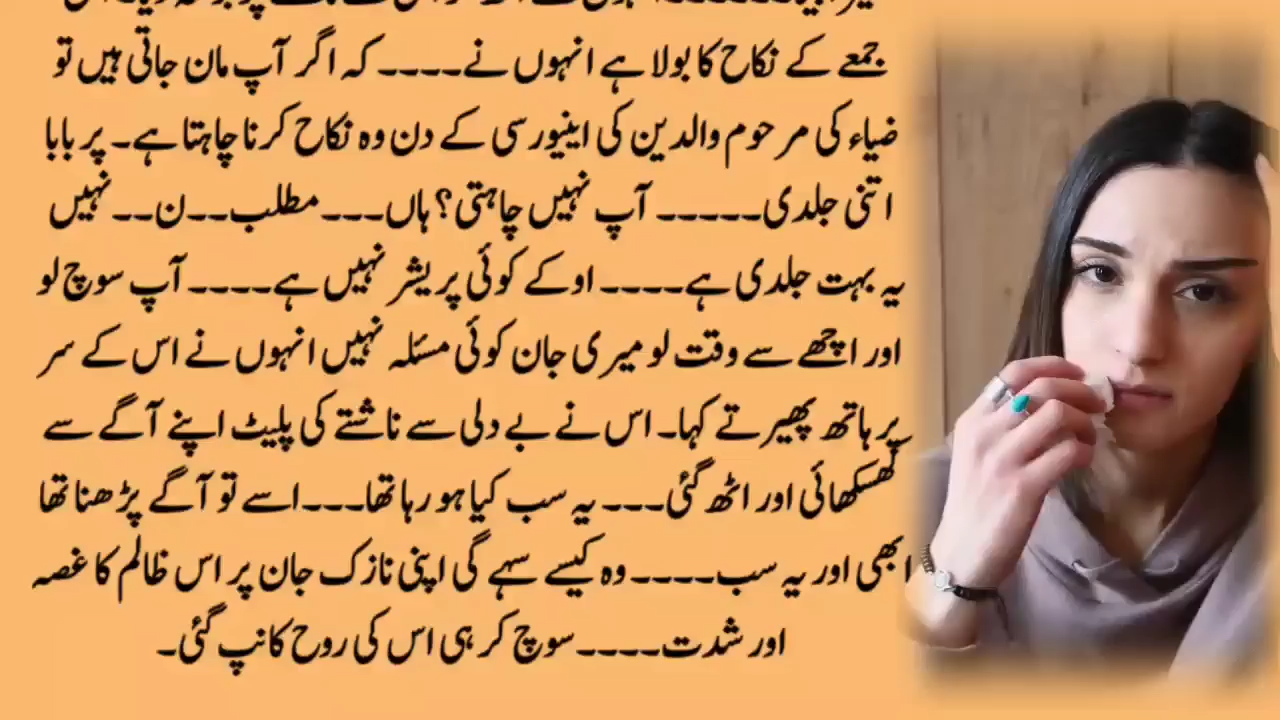 جمعے کے نکاح کا بولا ہے انہوں نے۔۔۔۔ کہ اگر آپ مان جاتی ہیں تو
ضیاء کی مرحوم والدین کی اینیورسی کے دن وہ نکاح کرنا چاہتا ہے۔ پر بابا
اتنی جلدی۔۔۔۔۔ آپ نہیں چاہتی؟ ہاں۔۔۔مطلب۔۔ن۔۔نہیں
یہ بہت جلدی ہے۔۔۔۔ اوکے کوئی پریشر نہیں ہے۔۔۔۔ آپ سوچ لو
اور اچھے سے وقت لو میری جان کوئی مسئلہ نہیں انہوں نے اس کے سر
پر ہاتھ پھیرتے کہا۔ اس نے بے دلی سے ناشتے کی پلیٹ اپنے آگے سے
کھسکھائی اور اٹھ گئی۔۔۔ یہ سب کیا ہو رہا تھا۔۔۔اسے تو آگے پڑھنا تھا
ابھی اور یہ سب۔۔۔۔وہ کیسے سہے گی اپنی نازک جان پر اس ظالم کا غصہ
اور شدت۔۔۔۔سوچ کر ہی اس کی روح کانپ گئی۔